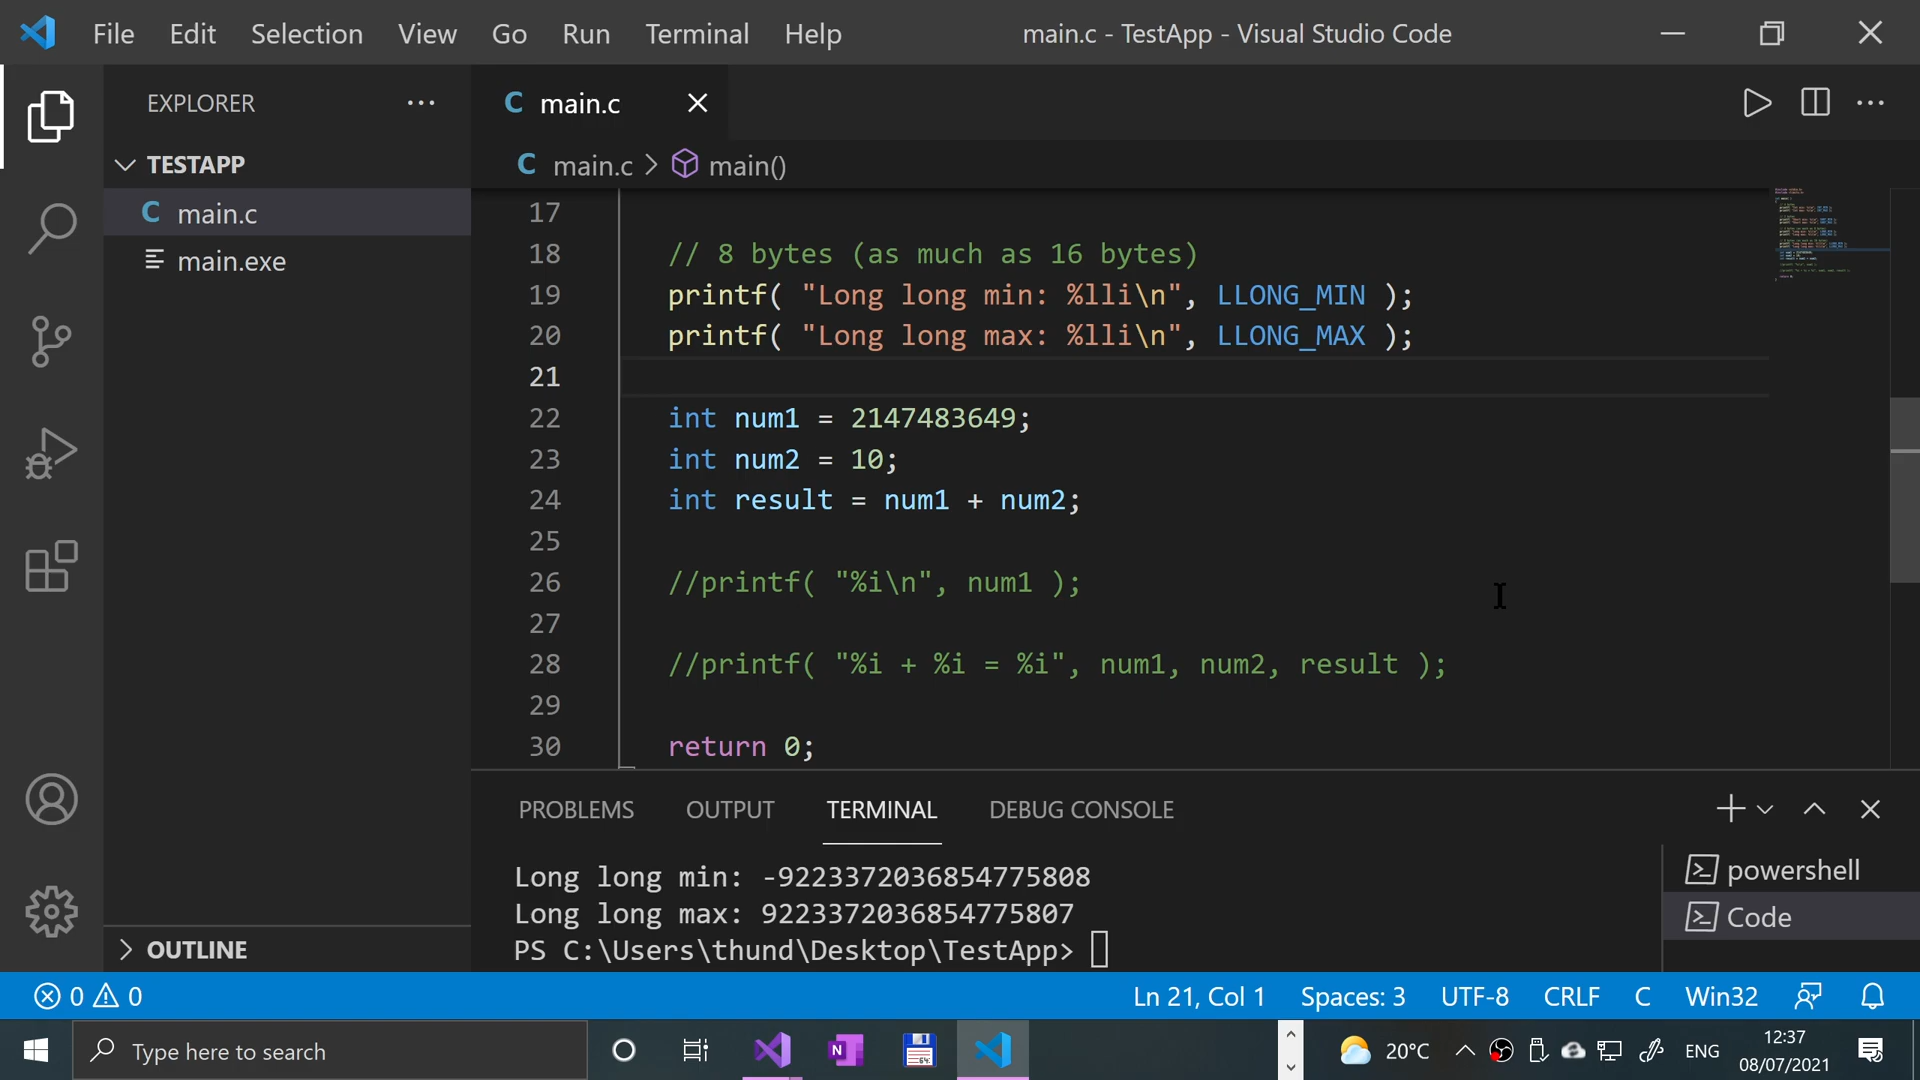 File Edit Selection View Go Run Terminal Help main.c - TestApp - Visual Studio Code
EXPLORER
TESTAPP
C main.c
main.exe
OUTLINE
C main.c
C main.c > main()
17
18 // 8 bytes (as much as 16 bytes)
19 printf( "Long long min: %lli\n", LLONG_MIN );
20 printf( "Long long max: %lli\n", LLONG_MAX );
21
22 int num1 = 2147483649;
23 int num2 = 10;
24 int result = num1 + num2;
25
26 //printf( "%i\n", num1 );
27
28 //printf( "%i + %i = %i", num1, num2, result );
29
30 return 0;
PROBLEMS OUTPUT TERMINAL DEBUG CONSOLE
Long long min: -9223372036854775808
Long long max: 9223372036854775807
PS C:\Users\thund\Desktop\TestApp>
powershell
Code
0 0 Ln 21, Col 1 Spaces: 3 UTF-8 CRLF C Win32
Type here to search
N
64
20°C
ENG
12:37
08/07/2021